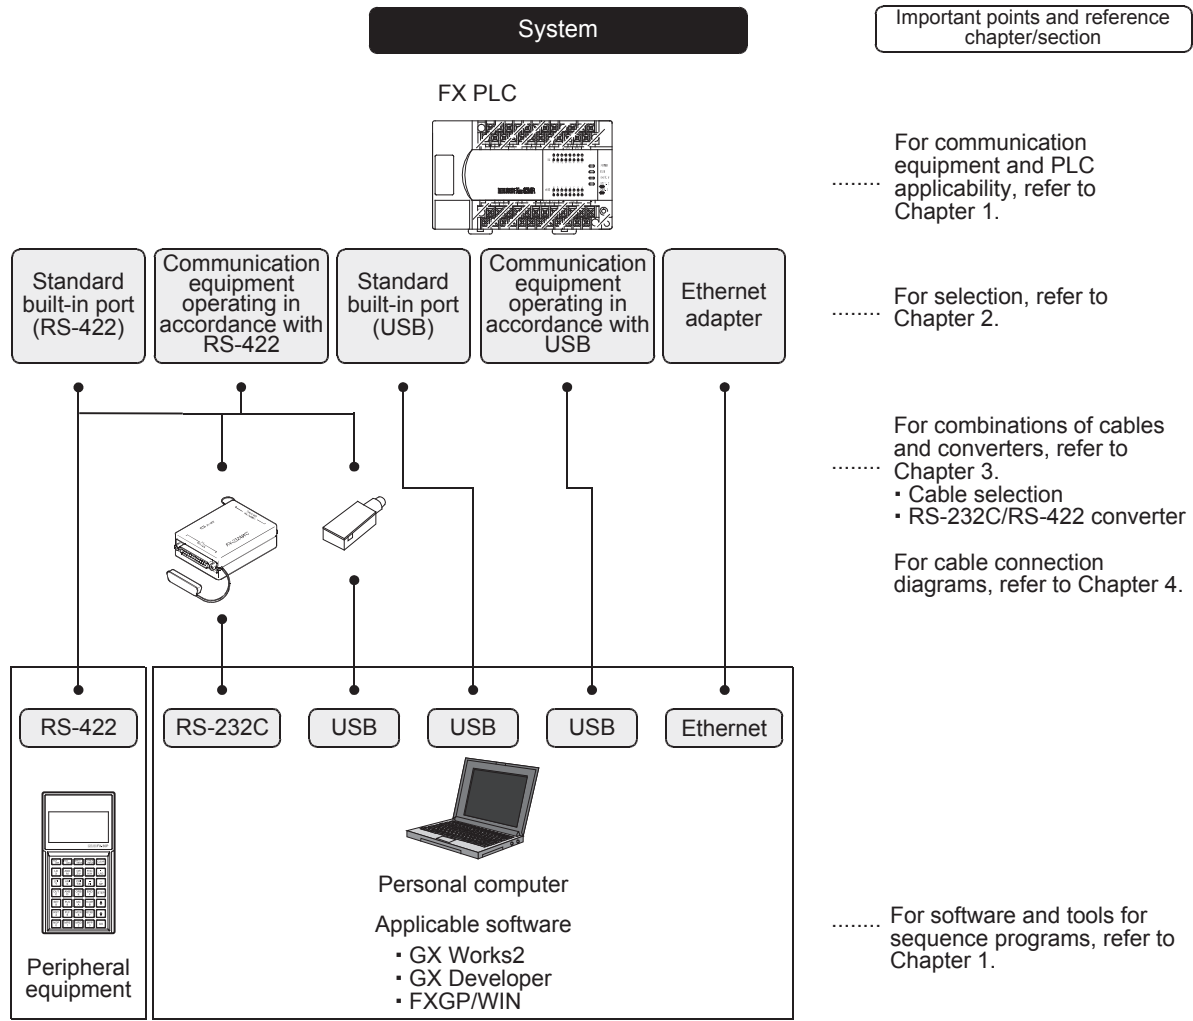 System
Important points and reference
chapter/section
FX PLC
For communication
equipment and PLC
applicability, refer to
Chapter 1.
Standard
built-in port
(RS-422)
Communication
equipment
operating in
accordance with
RS-422
Standard
built-in port
(USB)
Communication
equipment
operating in
accordance with
USB
Ethernet
adapter
For selection, refer to
Chapter 2.
For combinations of cables
and converters, refer to
Chapter 3.
・Cable selection
・RS-232C/RS-422 converter
For cable connection
diagrams, refer to Chapter 4.
RS-422
RS-232C
USB
USB
USB
Ethernet
Peripheral
equipment
Personal computer
Applicable software
・GX Works2
・GX Developer
・FXGP/WIN
For software and tools for
sequence programs, refer to
Chapter 1.